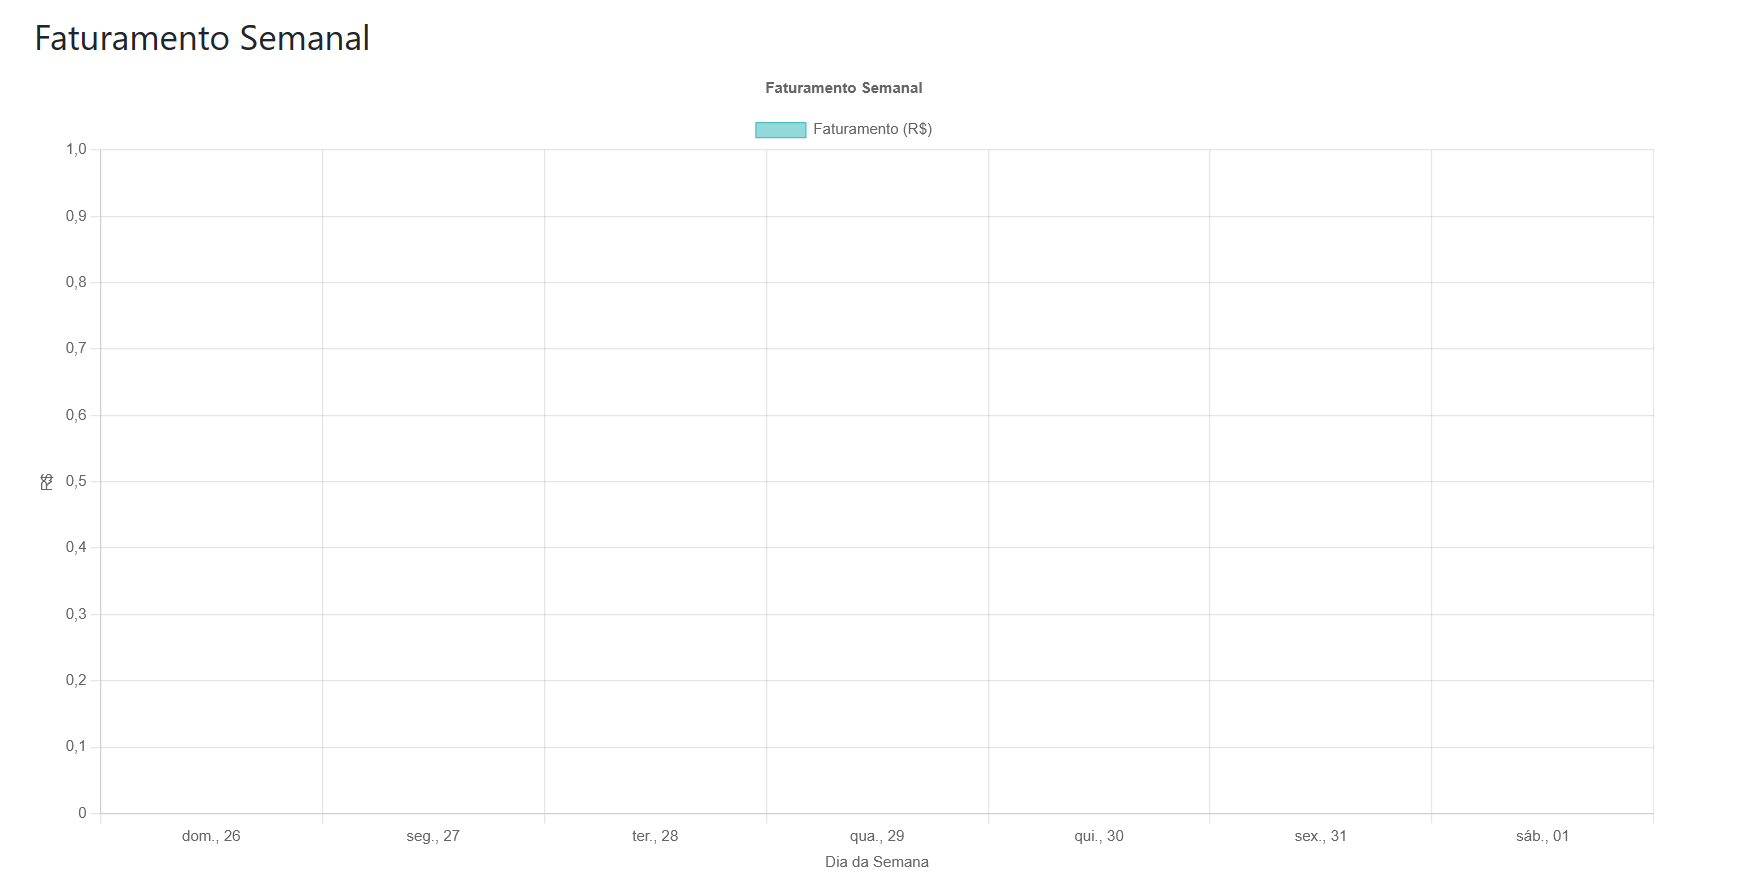 Faturamento Semanal
Faturamento Semanal
Faturamento (R$)
1,0
0,9
0,8
0,7
0,6
0,5
0,4
0,3
0,2
0,1
0
R$
dom., 26 seg., 27 ter., 28 qua., 29 qui., 30 sex., 31 sáb., 01
Dia da Semana